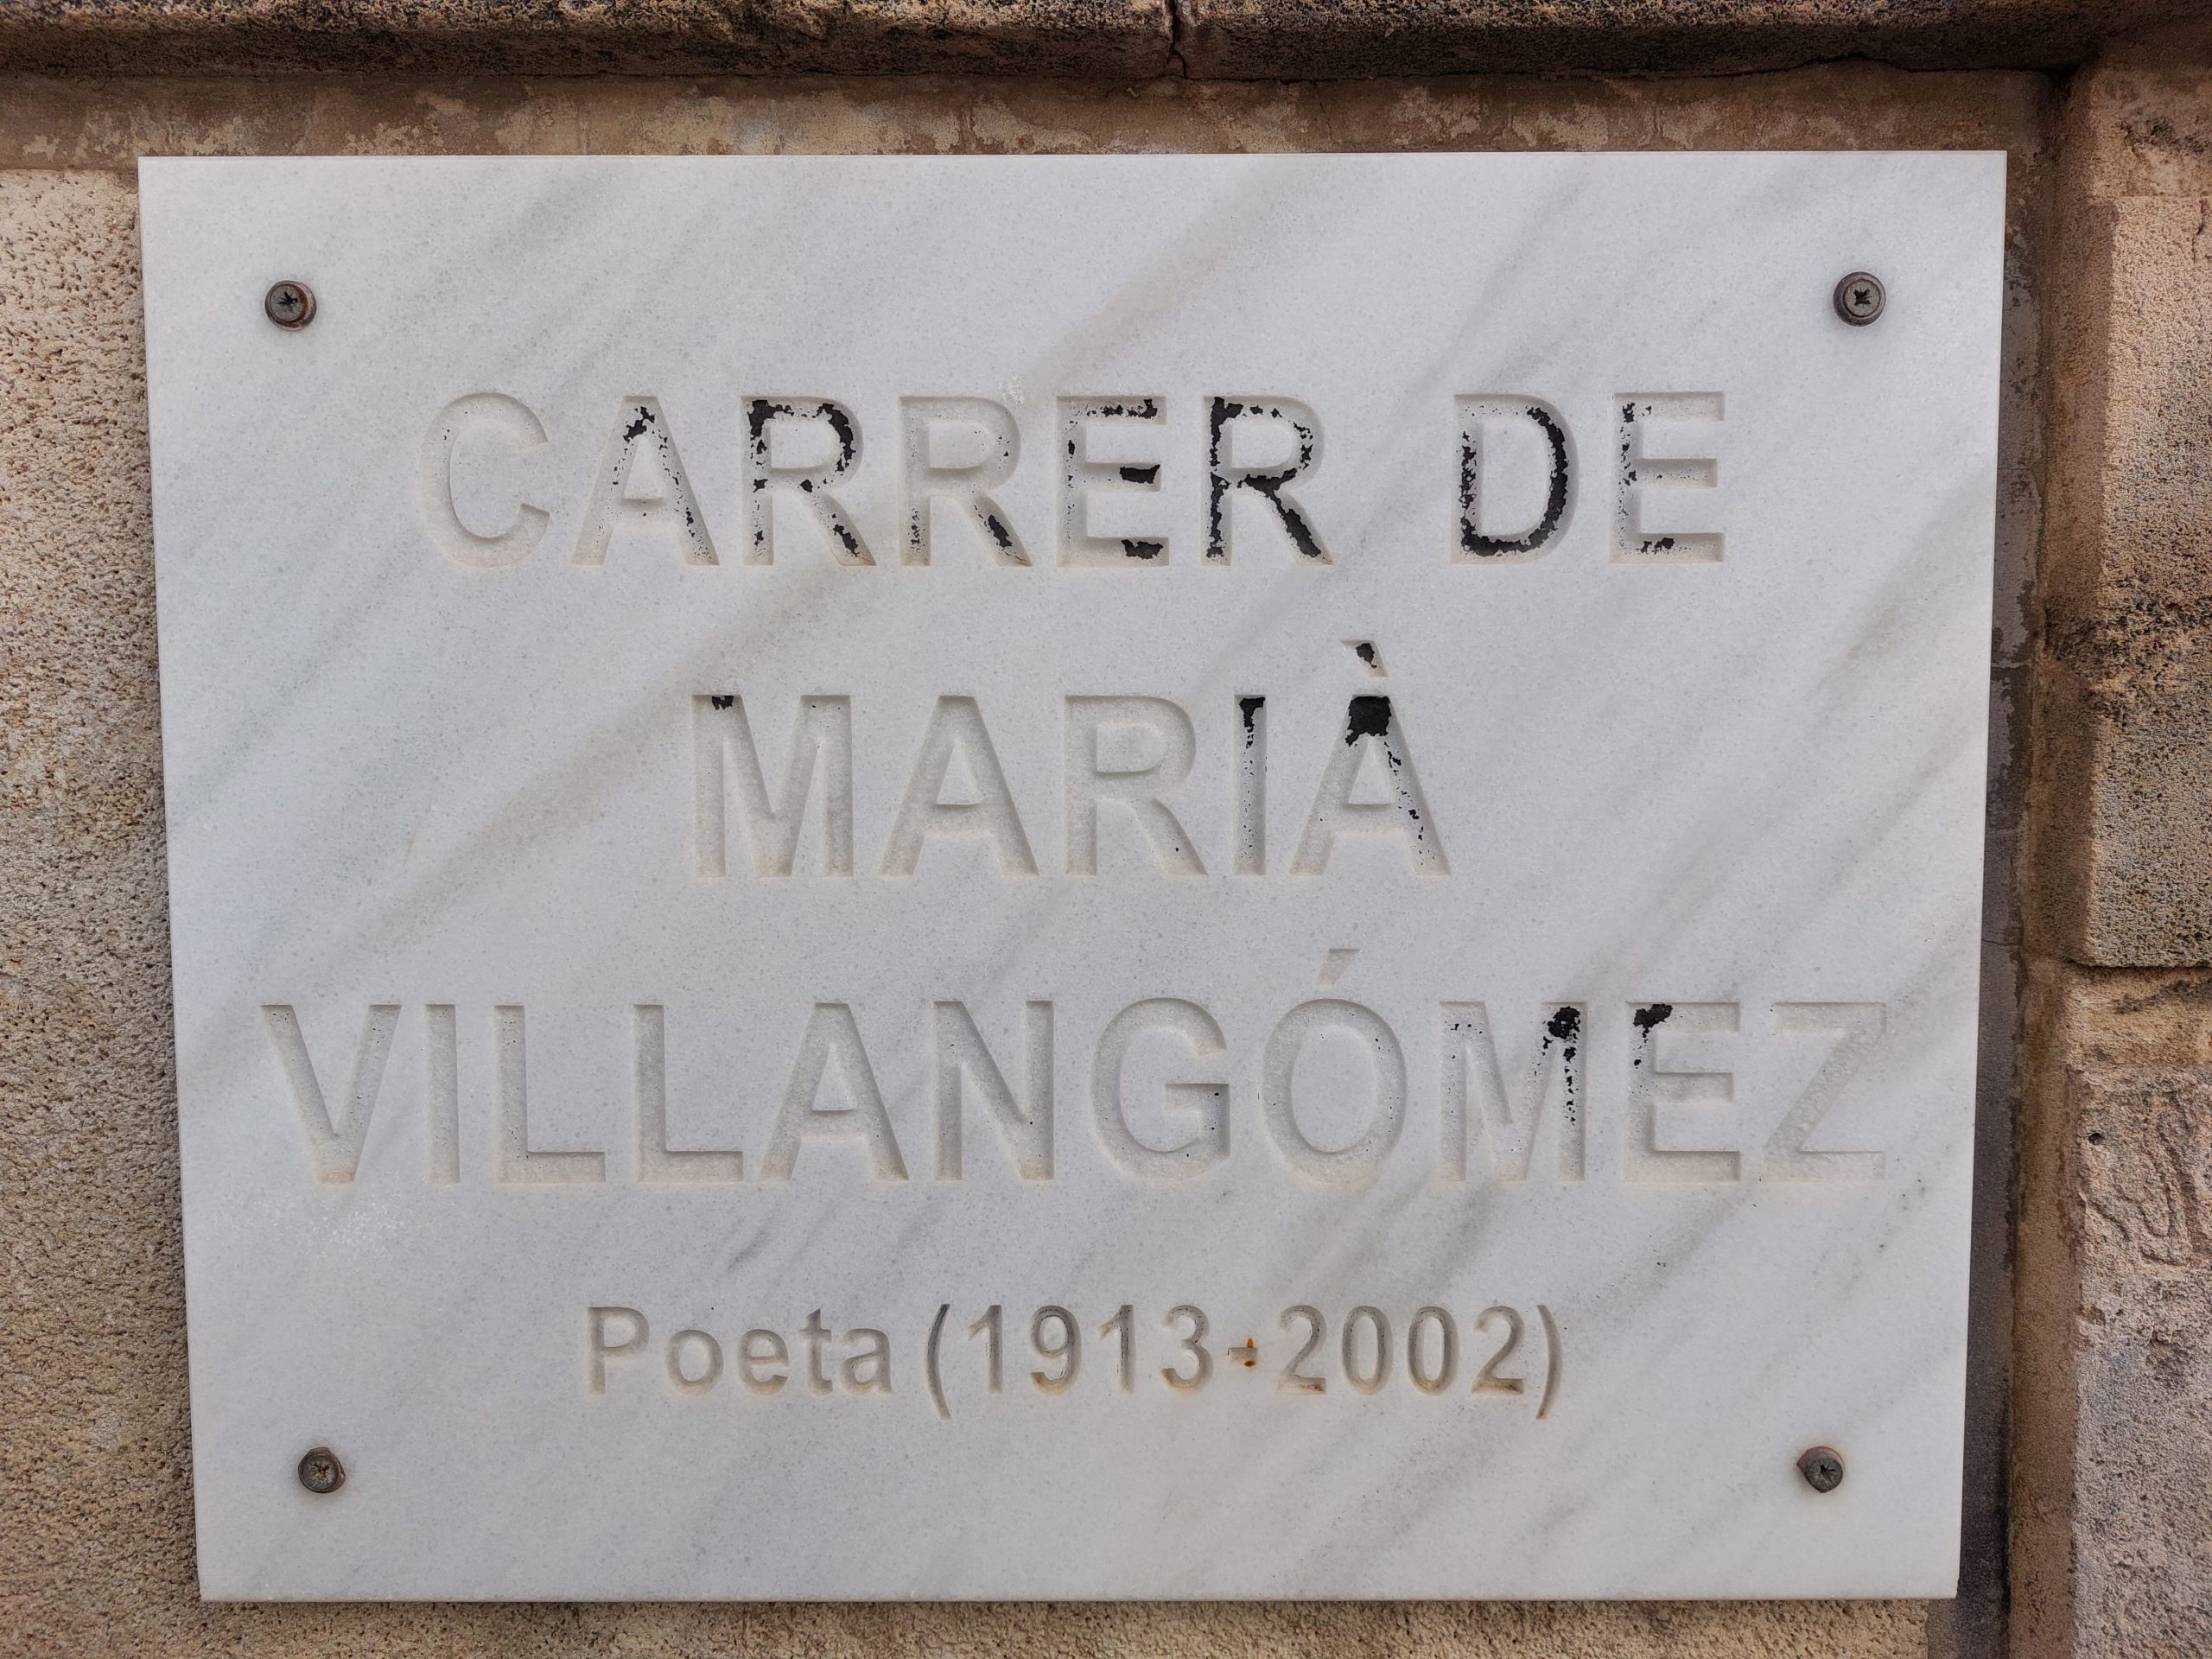 CARRER DE
MARIÀ
VILLANGÓMEZ
Poeta (1913-2002)